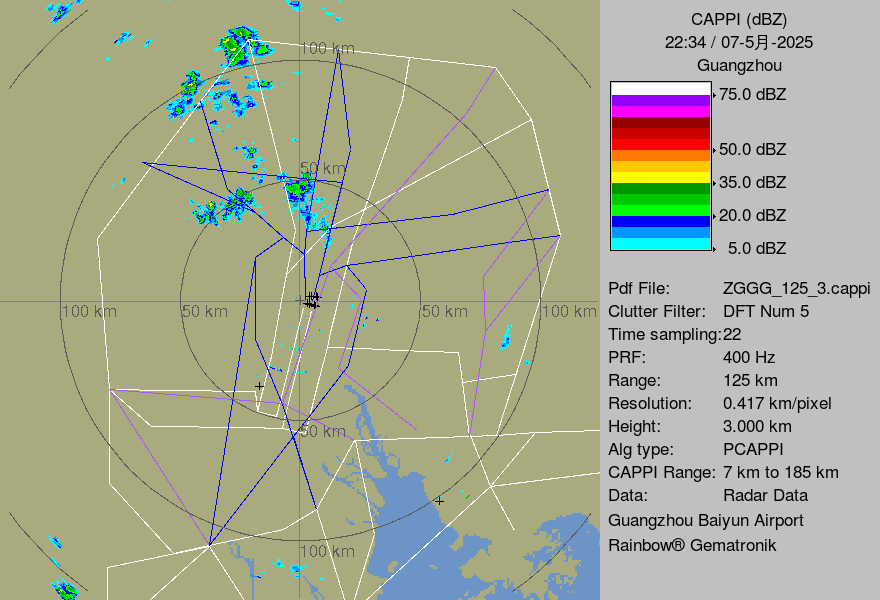 100 km
50 km
100 km
50 km
50 km
100 km
50 km
100 km
CAPPI (dBZ)
22:34 / 07-5月-2025
Guangzhou
75.0 dBZ
50.0 dBZ
35.0 dBZ
20.0 dBZ
5.0 dBZ
Pdf File: ZGGG_125_3.cappi
Clutter Filter: DFT Num 5
Time sampling:22
PRF: 400 Hz
Range: 125 km
Resolution: 0.417 km/pixel
Height: 3.000 km
Alg type: PCAPPI
CAPPI Range: 7 km to 185 km
Data: Radar Data
Guangzhou Baiyun Airport
Rainbow® Gematronik